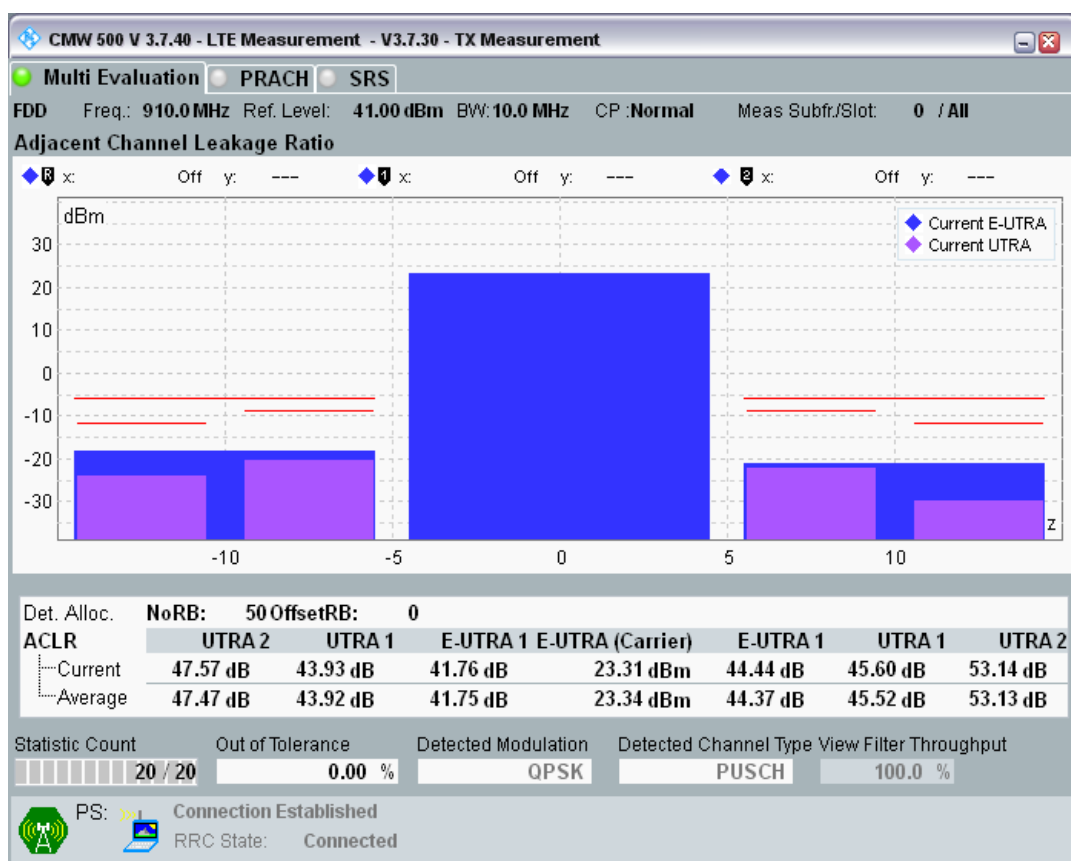 CMW 500 V 3.7.40 - LTE Measurement - V3.7.30 - TX Measurement
Multi Evaluation PRACH SRS
FDD Freq.: 910.0 MHz Ref. Level: 41.00 dBm BW: 10.0 MHz CP :Normal Meas Subfr./Slot: 0 / All
Adjacent Channel Leakage Ratio
R x: Off y: --- 1 x: Off y: --- 2 x: Off y: ---
dBm
Current E-UTRA
Current UTRA
30
20
10
0
-10
-20
-30
z
-10 -5 0 5 10
Det. Alloc. NoRB: 50 OffsetRB: 0
ACLR UTRA 2 UTRA 1 E-UTRA 1 E-UTRA (Carrier) E-UTRA 1 UTRA 1 UTRA 2
Current 47.57 dB 43.93 dB 41.76 dB 23.31 dBm 44.44 dB 45.60 dB 53.14 dB
Average 47.47 dB 43.92 dB 41.75 dB 23.34 dBm 44.37 dB 45.52 dB 53.13 dB
Statistic Count Out of Tolerance Detected Modulation Detected Channel Type View Filter Throughput
20 / 20 0.00 % QPSK PUSCH 100.0 %
PS: Connection Established
RRC State: Connected